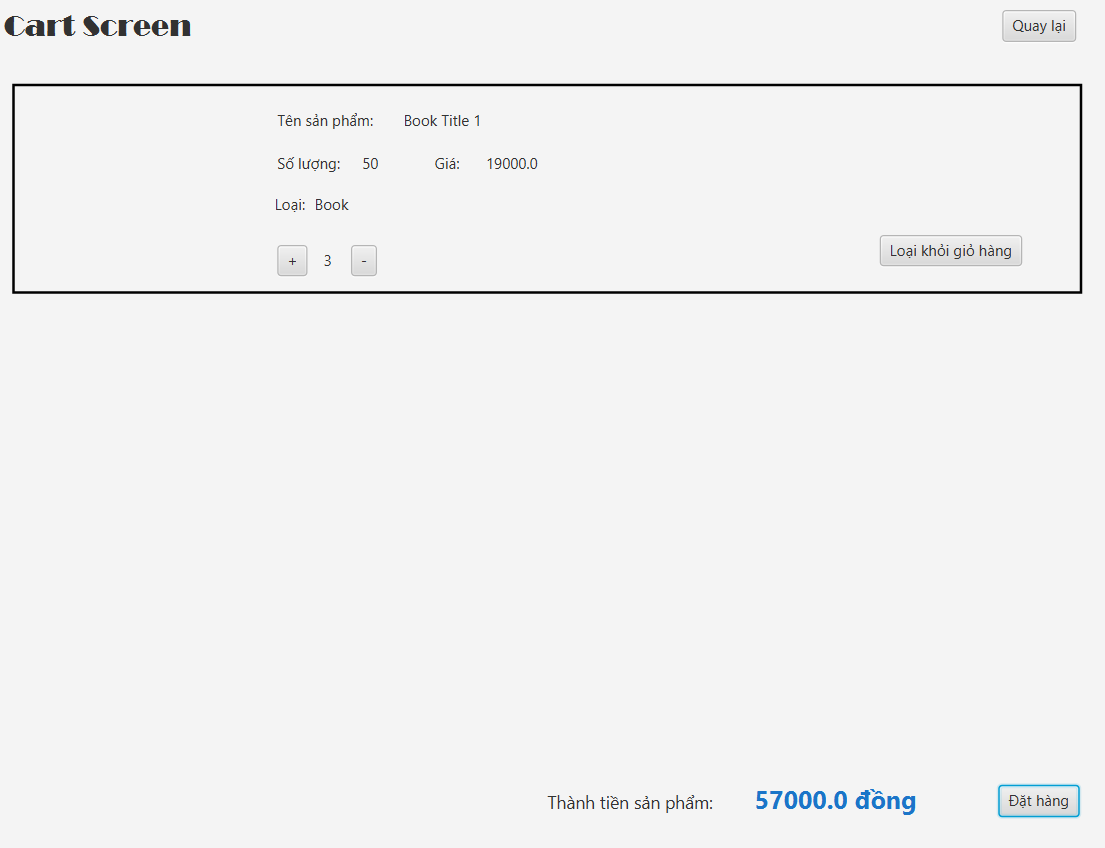 Cart Screen
Quay lại
Tên sản phẩm: Book Title 1
Số lượng: 50 Giá: 19000.0
Loại: Book
+ 3 -
Loại khỏi giỏ hàng
Thành tiền sản phẩm: 57000.0 đồng
Đặt hàng